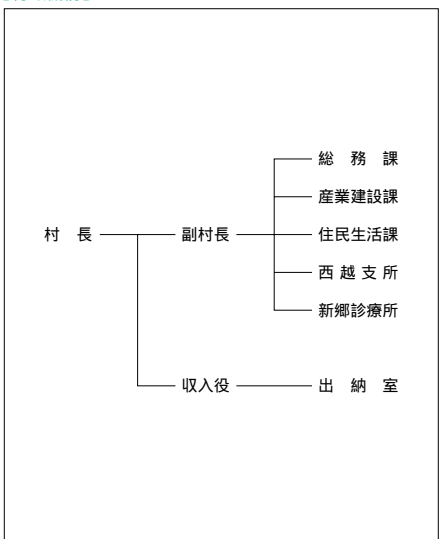 総務課
産業建設課
村長 副村長 住民生活課
西越支所
新郷診療所
収入役 出納室